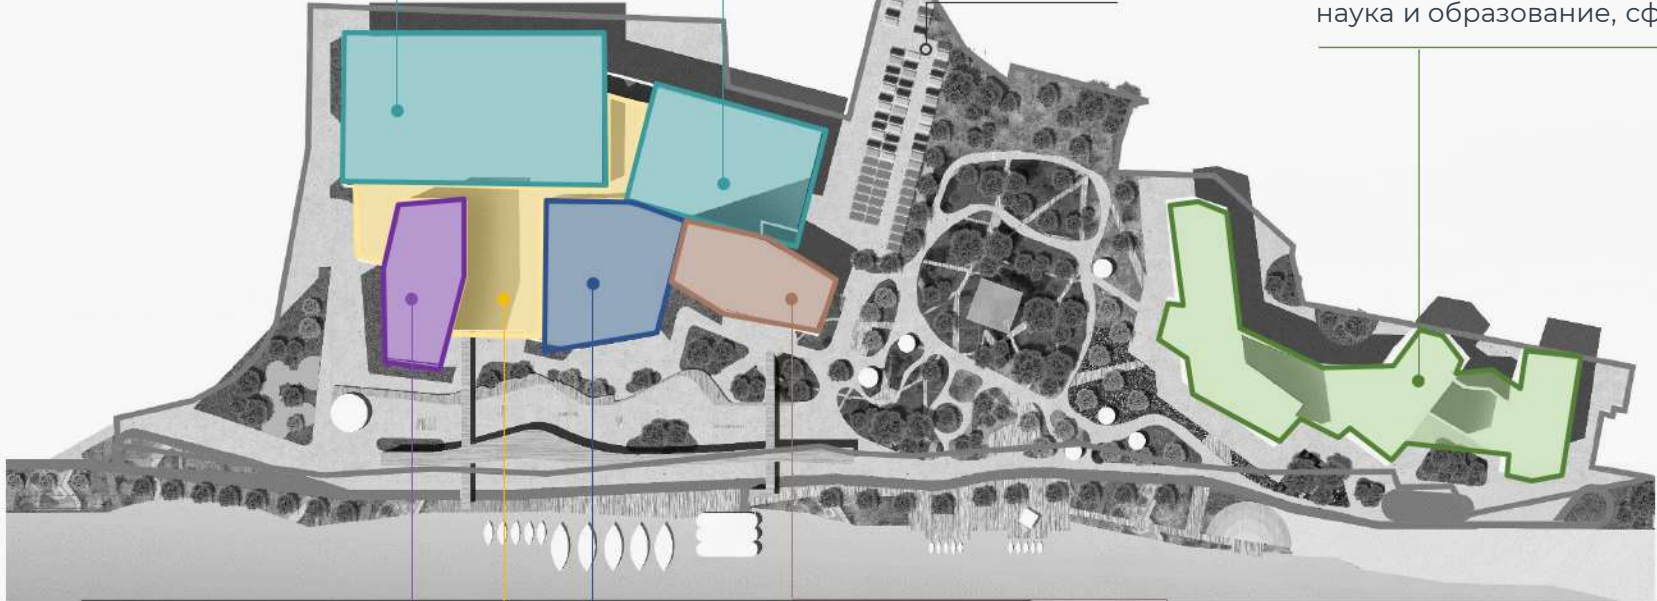 наука и образование, сф